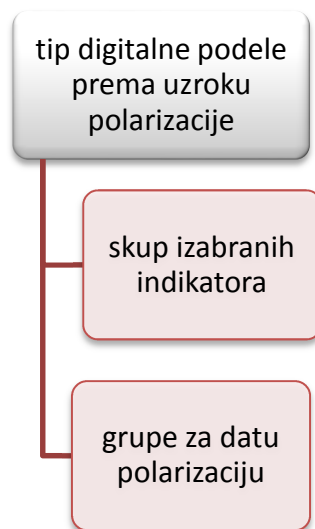 tip digitalne podele
prema uzroku
polarizacije
skup izabranih
indikatora
grupe za datu
polarizaciju